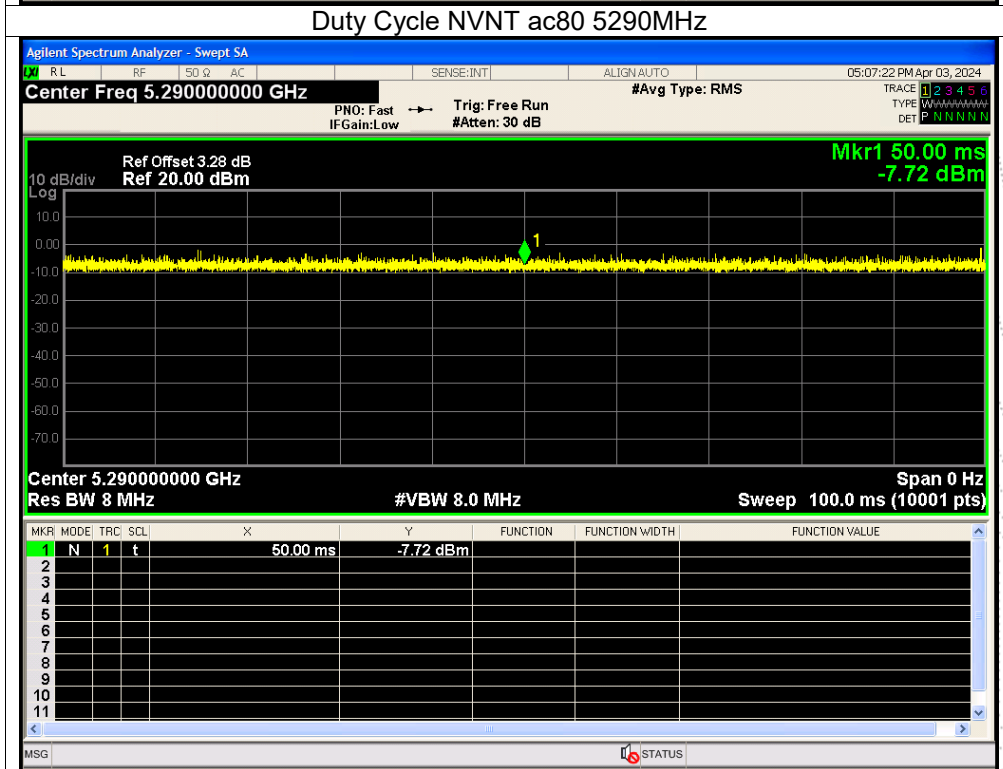 Duty Cycle NVNT ac80 5290MHz
Agilent Spectrum Analyzer - Swept SA
LXI RL RF 50 Ω AC SENSE:INT ALIGN AUTO 05:07:22 PM Apr 03, 2024
Center Freq 5.290000000 GHz #Avg Type: RMS TRACE 1 2 3 4 5 6
PNO: Fast Trig: Free Run TYPE W
IFGain:Low #Atten: 30 dB DET P N N N N N
Mkr1 50.00 ms
Ref Offset 3.28 dB
10 dB/div Ref 20.00 dBm -7.72 dBm
Log
10.0
0.00
1
-10.0
-20.0
-30.0
-40.0
-50.0
-60.0
-70.0
Center 5.290000000 GHz Span 0 Hz
Res BW 8 MHz #VBW 8.0 MHz Sweep 100.0 ms (10001 pts)
MKR MODE TRC SCL X Y FUNCTION FUNCTION WIDTH FUNCTION VALUE
1 N 1 t 50.00 ms -7.72 dBm
2
3
4
5
6
7
8
9
10
11
MSG STATUS